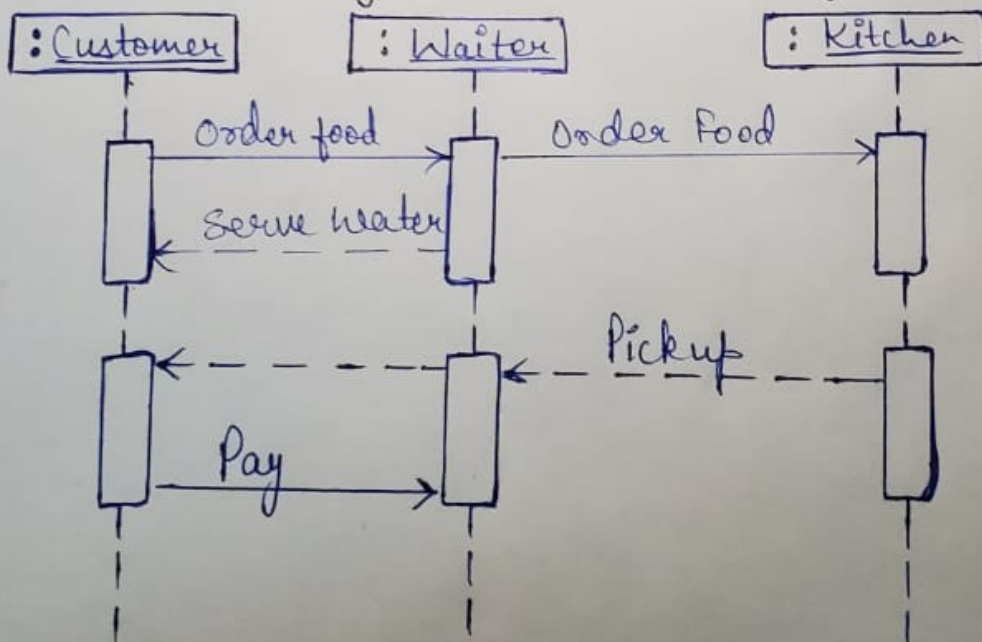 : Customer
: Waiter
: Kitchen
Order food
Order Food
Serve Water
Pickup
Pay